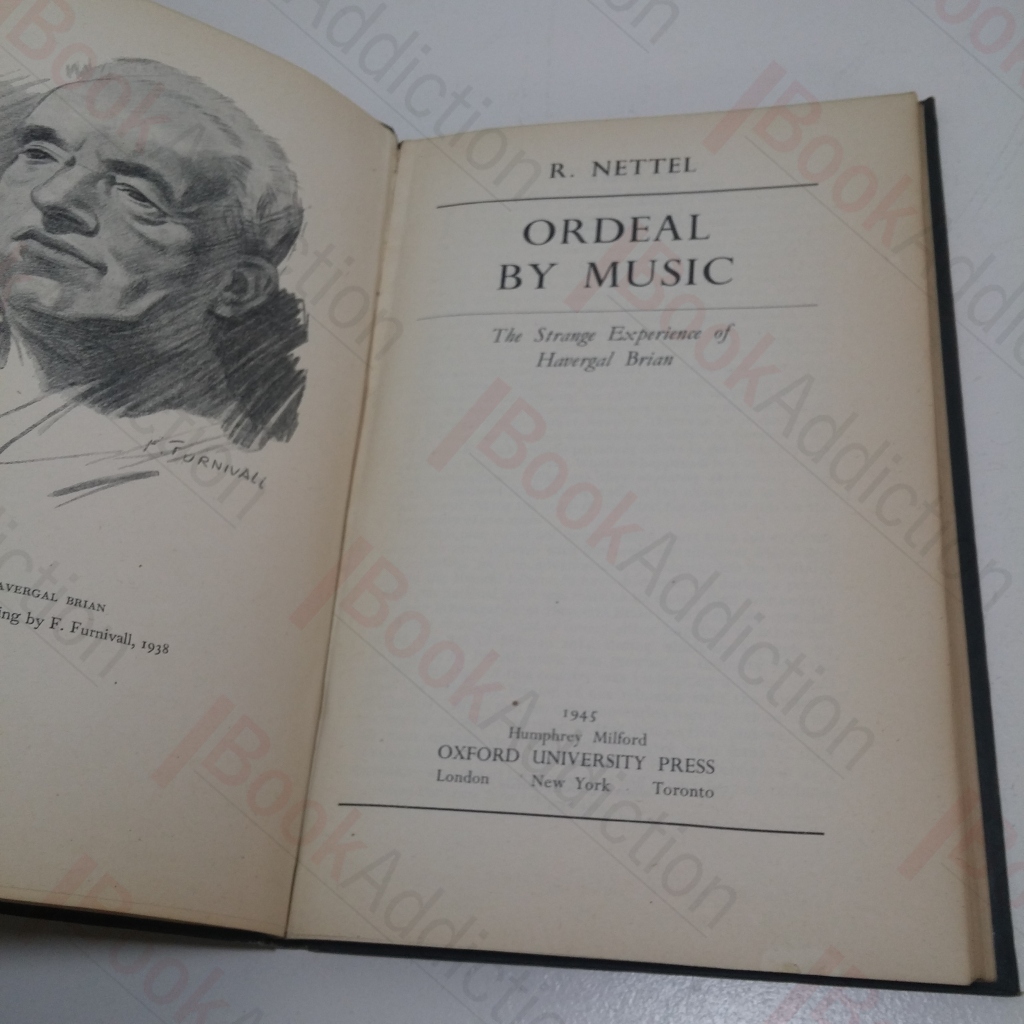 F. FURNIVALL
AVERGAL BRIAN
ing by F. Furnivall, 1938
R. NETTEL
ORDEAL
BY MUSIC
The Strange Experience of
Havergal Brian
1945
Humphrey Milford
OXFORD UNIVERSITY PRESS
London New York Toronto
BookAddiction